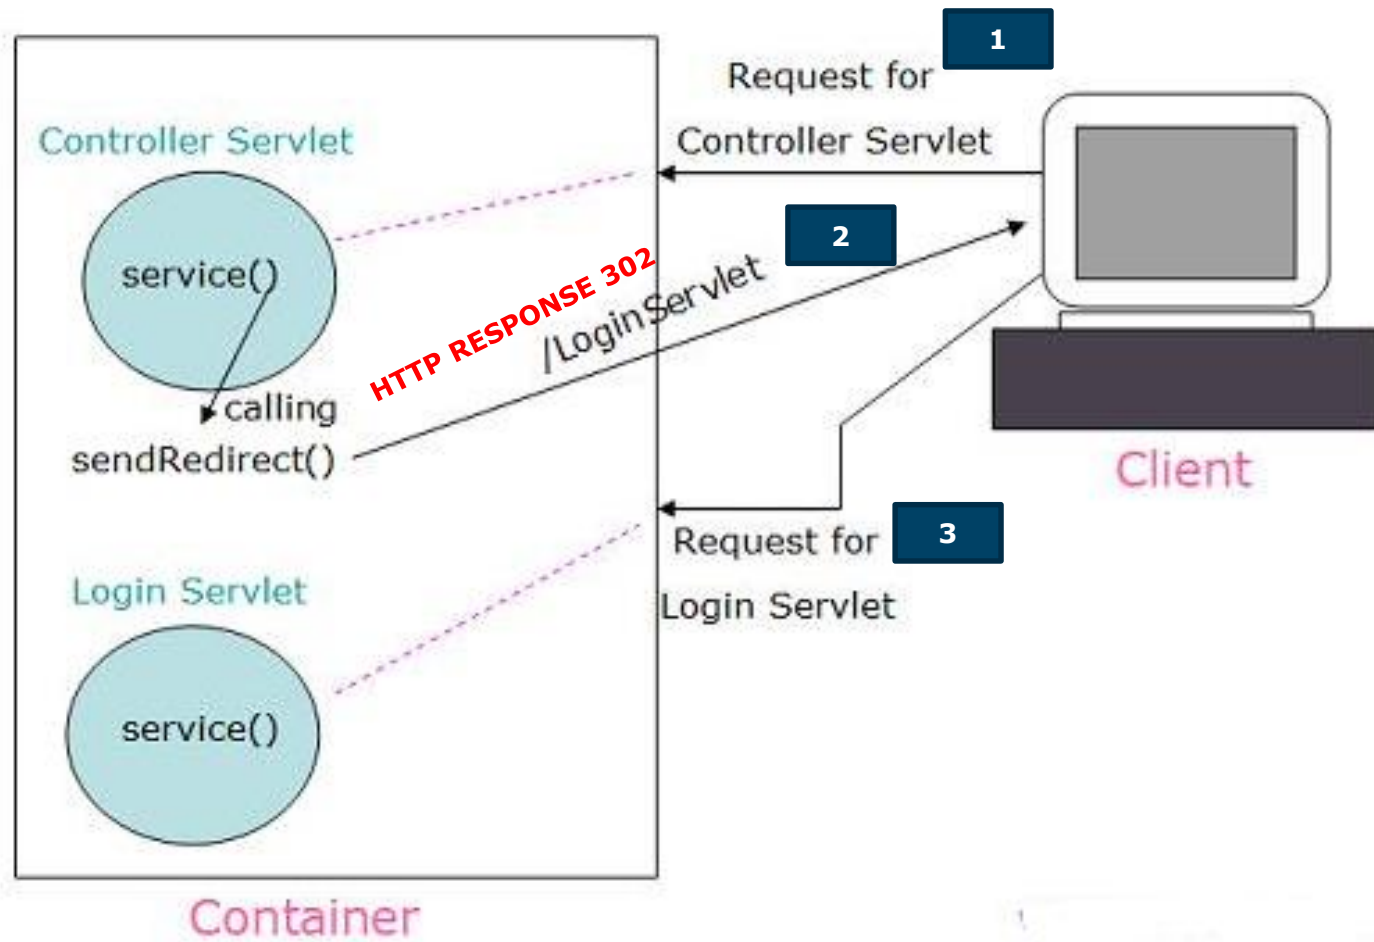 1
Request for
Controller Servlet
Controller Servlet
2
service()
HTTP RESPONSE 302
/LoginServlet
calling
sendRedirect()
Client
3
Request for
Login Servlet
Login Servlet
service()
Container
1